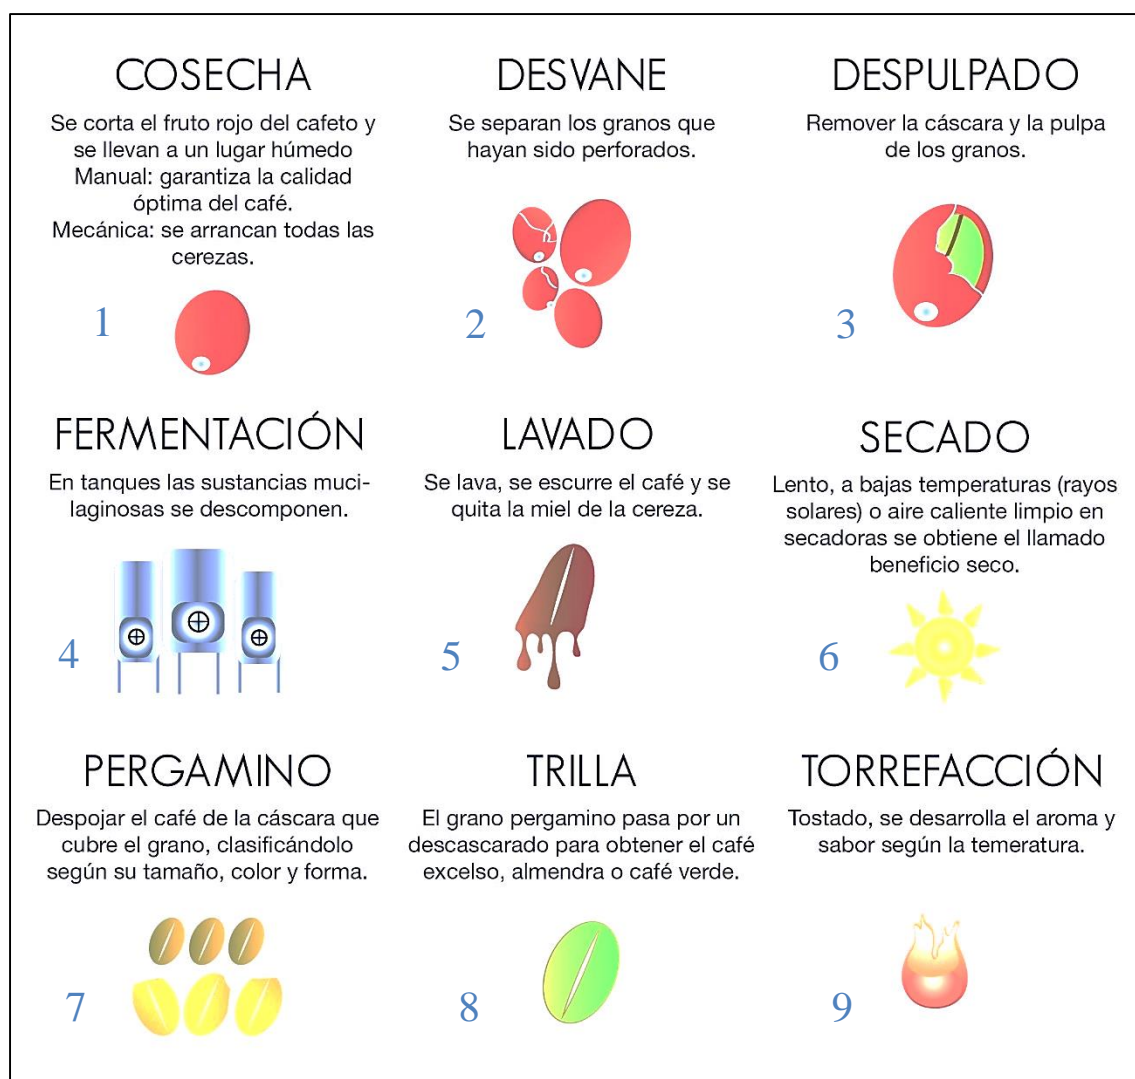 COSECHA
Se corta el fruto rojo del cafeto y
se llevan a un lugar húmedo
Manual: garantiza la calidad
óptima del café.
Mecánica: se arrancan todas las
cerezas.
1
DESVANE
Se separan los granos que
hayan sido perforados.
2
DESPULPADO
Remover la cáscara y la pulpa
de los granos.
3
FERMENTACIÓN
En tanques las sustancias muci-
laginosas se descomponen.
4
LAVADO
Se lava, se escurre el café y se
quita la miel de la cereza.
5
SECADO
Lento, a bajas temperaturas (rayos
solares) o aire caliente limpio en
secadoras se obtiene el llamado
beneficio seco.
6
PERGAMINO
Despojar el café de la cáscara que
cubre el grano, clasificándolo
según su tamaño, color y forma.
7
TRILLA
El grano pergamino pasa por un
descascarado para obtener el café
excelso, almendra o café verde.
8
TORREFACCIÓN
Tostado, se desarrolla el aroma y
sabor según la temeratura.
9